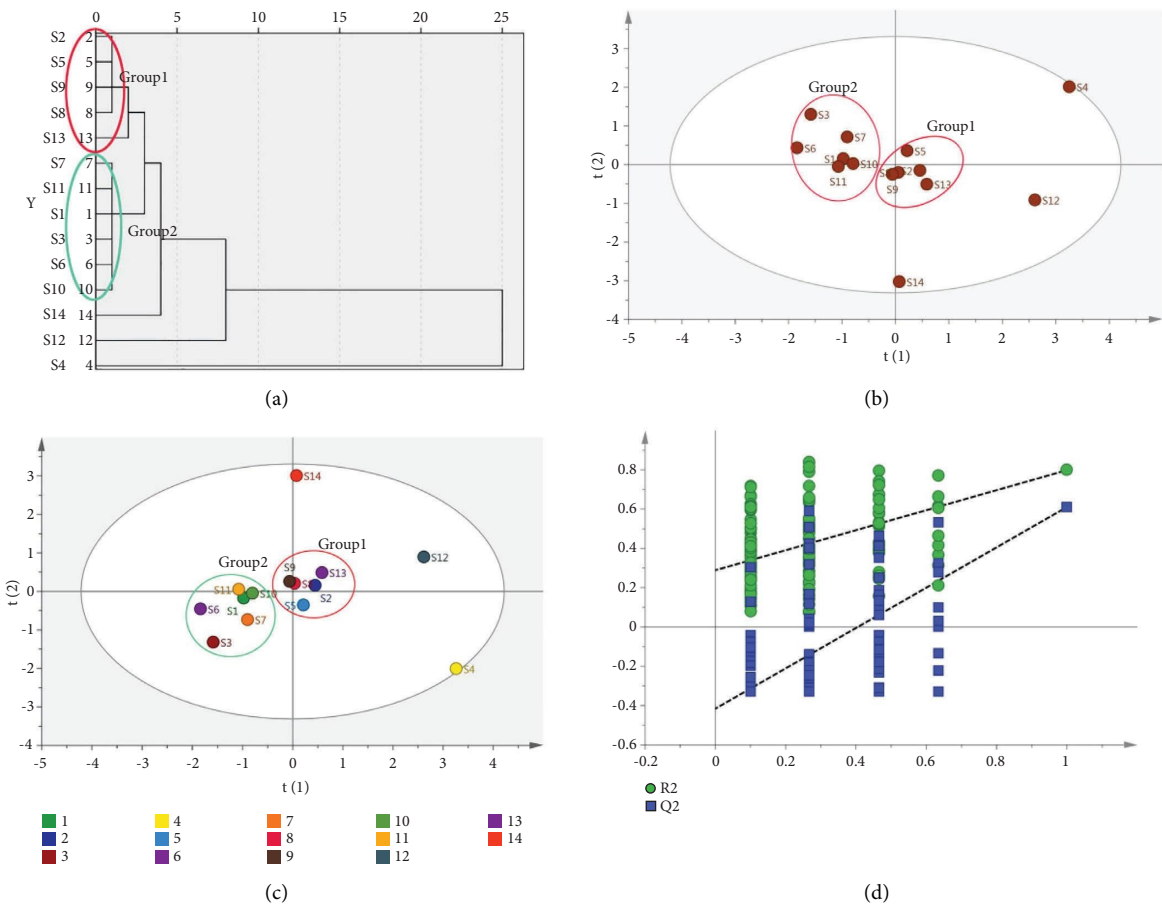 0 5 10 15 20 25
S2 2
S5 5
Group1
S9 9
S8 8
S13 13
S7 7
S11 11
Y
S1 1
Group2
S3 3
S6 6
S10 10
S14 14
S12 12
S4 4
(a)
t (2)
3
2
1
0
-1
-2
-3
-4
-5 -4 -3 -2 -1 0 1 2 3 4
t (1)
Group2
Group1
S4
S3
S7
S5
S6
S10
S11
S2
S9
S13
S12
S14
(b)
t (2)
3
2
1
0
-1
-2
-3
-4
-5 -4 -3 -2 -1 0 1 2 3 4 5
t (1)
S14
Group1
Group2
S9
S13
S12
S11
S10
S8
S2
S5
S6
S1
S7
S3
S4
1 4 7 10 13
2 5 8 11 14
3 6 9 12
(c)
0.8
0.6
0.4
0.2
0
-0.2
-0.4
-0.6
-0.2 0 0.2 0.4 0.6 0.8 1
R2
Q2
(d)